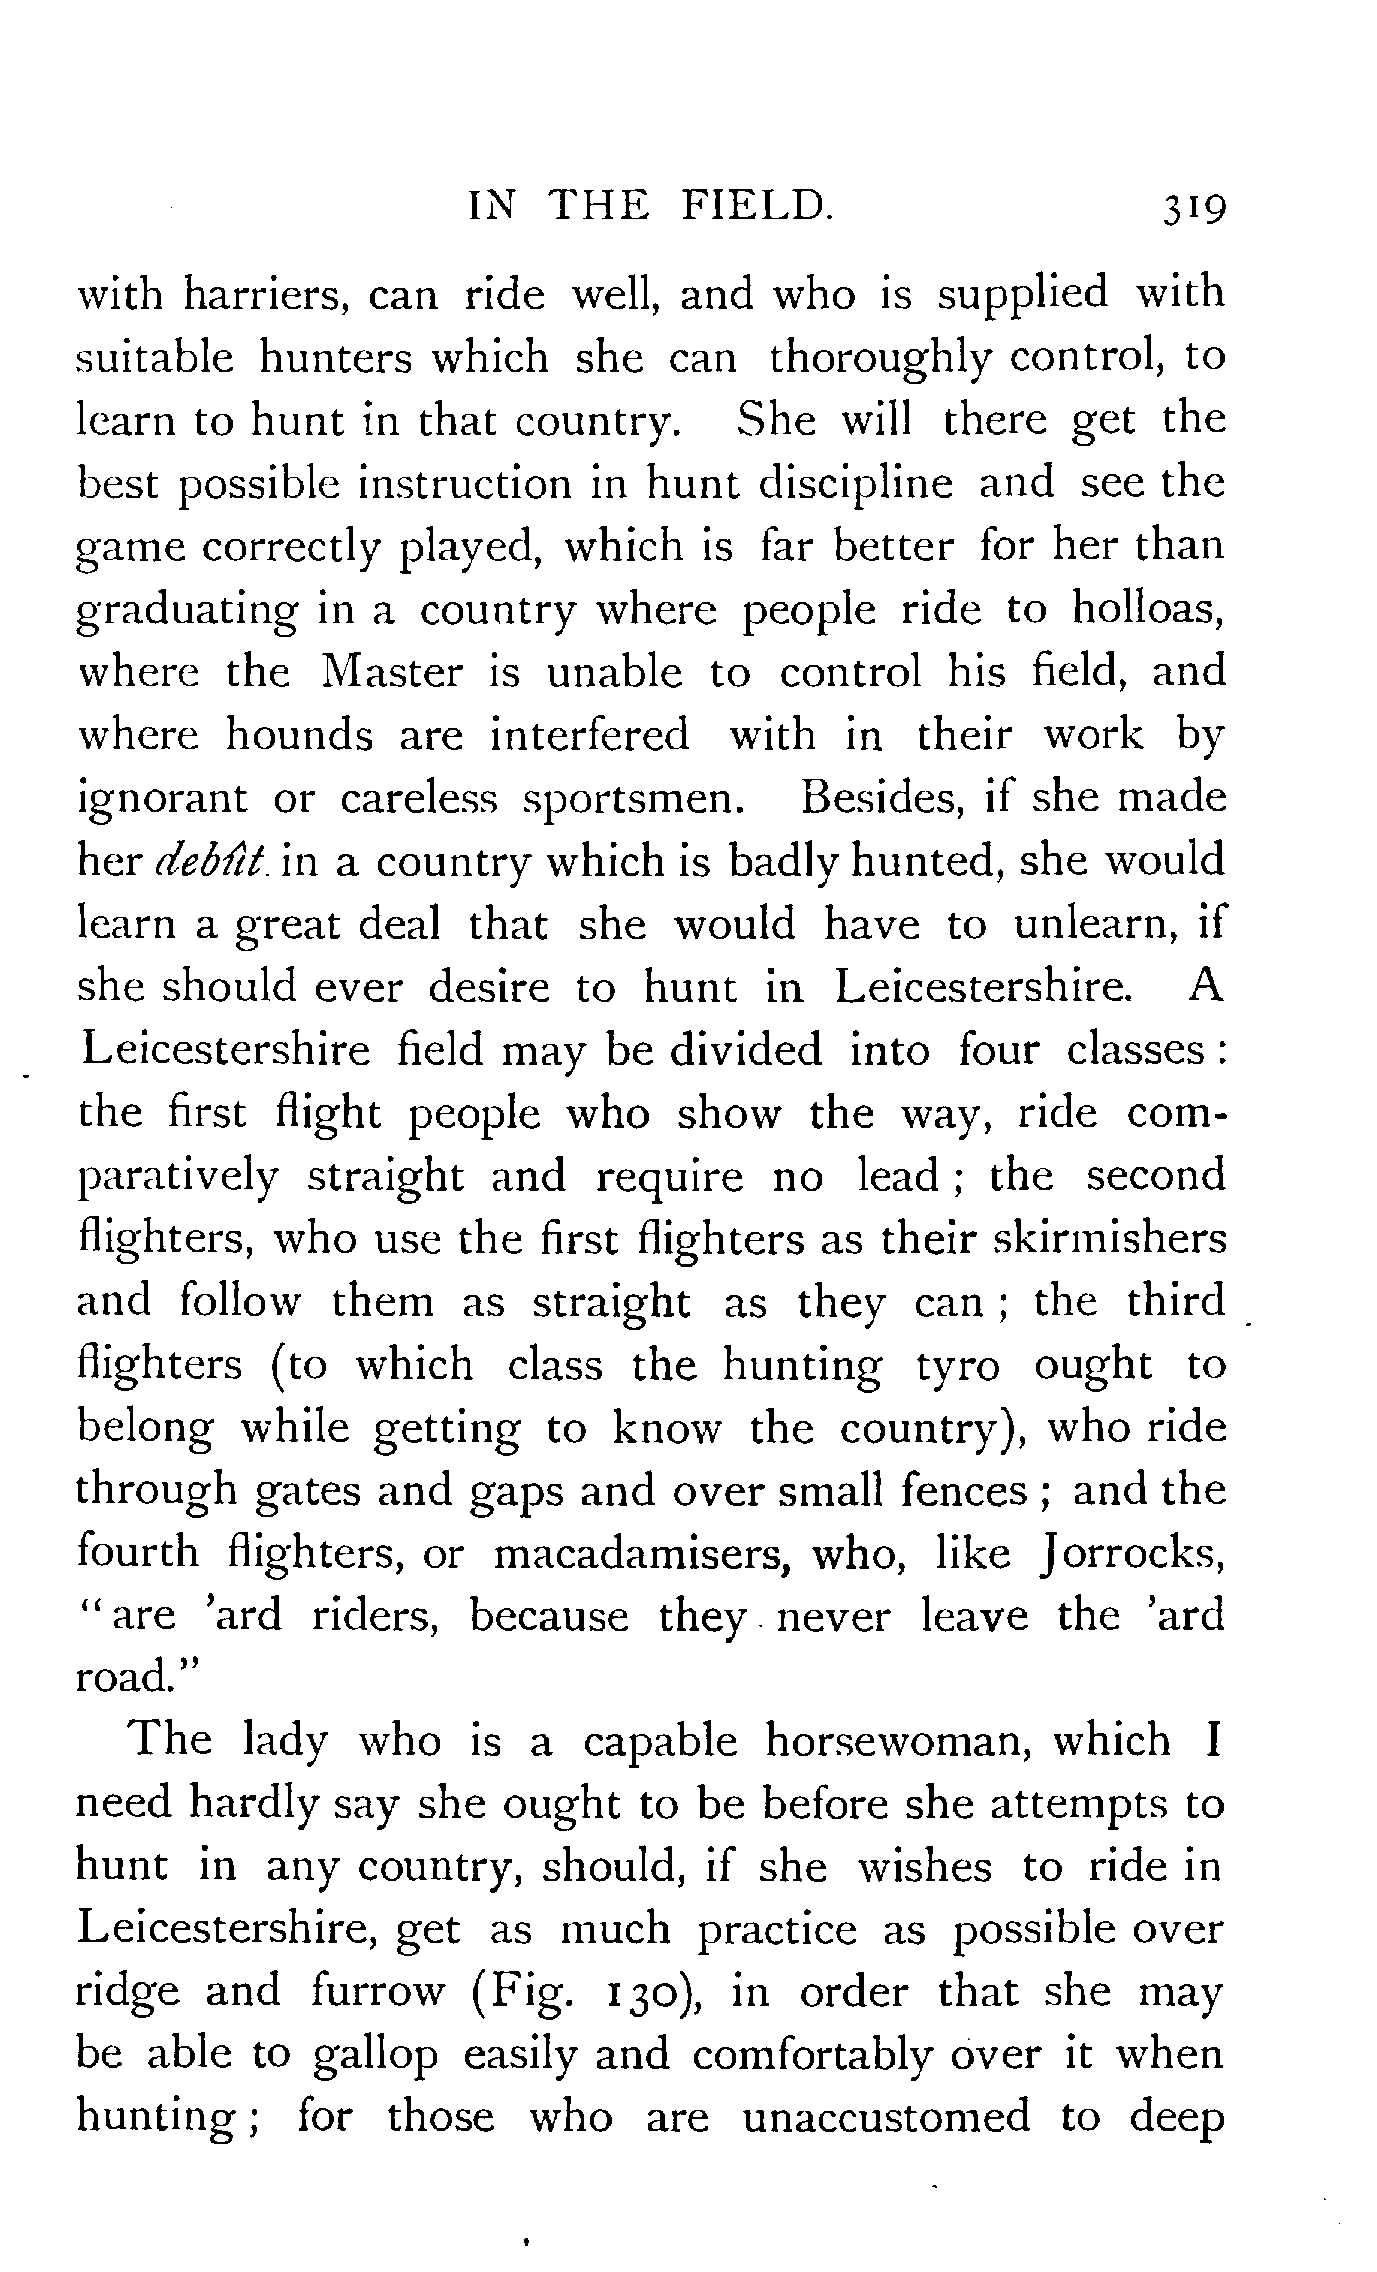 IN THE FIELD. 319
with harriers, can ride well, and who is supplied with
suitable hunters which she can thoroughly control, to
learn to hunt in that country. She will there get the
best possible instruction in hunt discipline and see the
game correctly played, which is far better for her than
graduating in a country where people ride to holloas,
where the Master is unable to control his field, and
where hounds are interfered with in their work by
ignorant or careless sportsmen. Besides, if she made
her debût in a country which is badly hunted, she would
learn a great deal that she would have to unlearn, if
she should ever desire to hunt in Leicestershire. A
Leicestershire field may be divided into four classes :
the first flight people who show the way, ride com-
paratively straight and require no lead ; the second
flighters, who use the first flighters as their skirmishers
and follow them as straight as they can ; the third
flighters (to which class the hunting tyro ought to
belong while getting to know the country), who ride
through gates and gaps and over small fences ; and the
fourth flighters, or macadamisers, who, like Jorrocks,
“ are ’ard riders, because they never leave the ’ard
road.”
The lady who is a capable horsewoman, which I
need hardly say she ought to be before she attempts to
hunt in any country, should, if she wishes to ride in
Leicestershire, get as much practice as possible over
ridge and furrow (Fig. 130), in order that she may
be able to gallop easily and comfortably over it when
hunting ; for those who are unaccustomed to deep